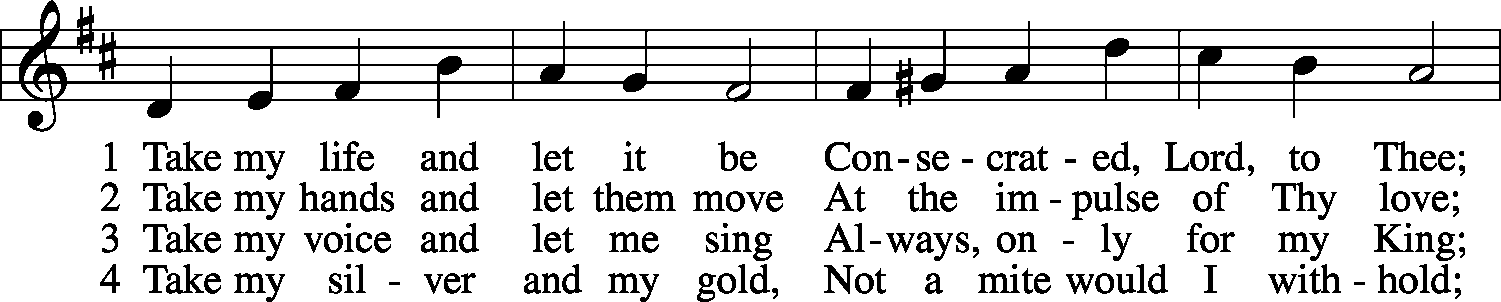 1 Take my life and let it be Con - se - crat - ed, Lord, to Thee;
2 Take my hands and let them move At the im - pulse of Thy love;
3 Take my voice and let me sing Al - ways, on - ly for my King;
4 Take my sil - ver and my gold, Not a mite would I with - hold;